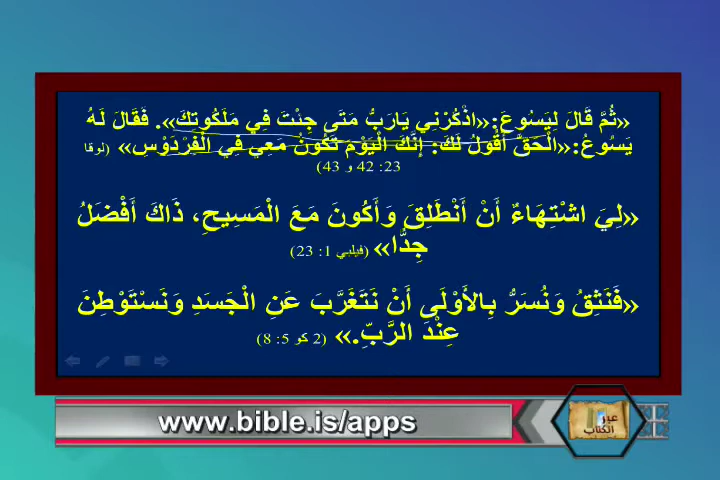 «ثُمَّ قَالَ لِيَسُوعَ:«اذْكُرْنِي يَارَبُّ مَتَى جِئْتَ فِي مَلَكُوتِكَ». فَقَالَ لَهُ
يَسُوعُ:«الْحَقَّ أَقُولُ لَكَ: إِنَّكَ الْيَوْمَ تَكُونُ مَعِي فِي الْفِرْدَوْسِ» (لوقا
23: 42 و 43)
«لِيَ اشْتِهَاءٌ أَنْ أَنْطَلِقَ وَأَكُونَ مَعَ الْمَسِيحِ، ذَاكَ أَفْضَلُ
جِدًّا» (فيلبي 1: 23)
«فَنَثِقُ وَنُسَرُّ بِالأَوْلَى أَنْ نَتَغَرَّبَ عَنِ الْجَسَدِ وَنَسْتَوْطِنَ
عِنْدَ الرَّبِّ.» (2 كو 5: 8)
www.bible.is/apps
عبر
الكتاب